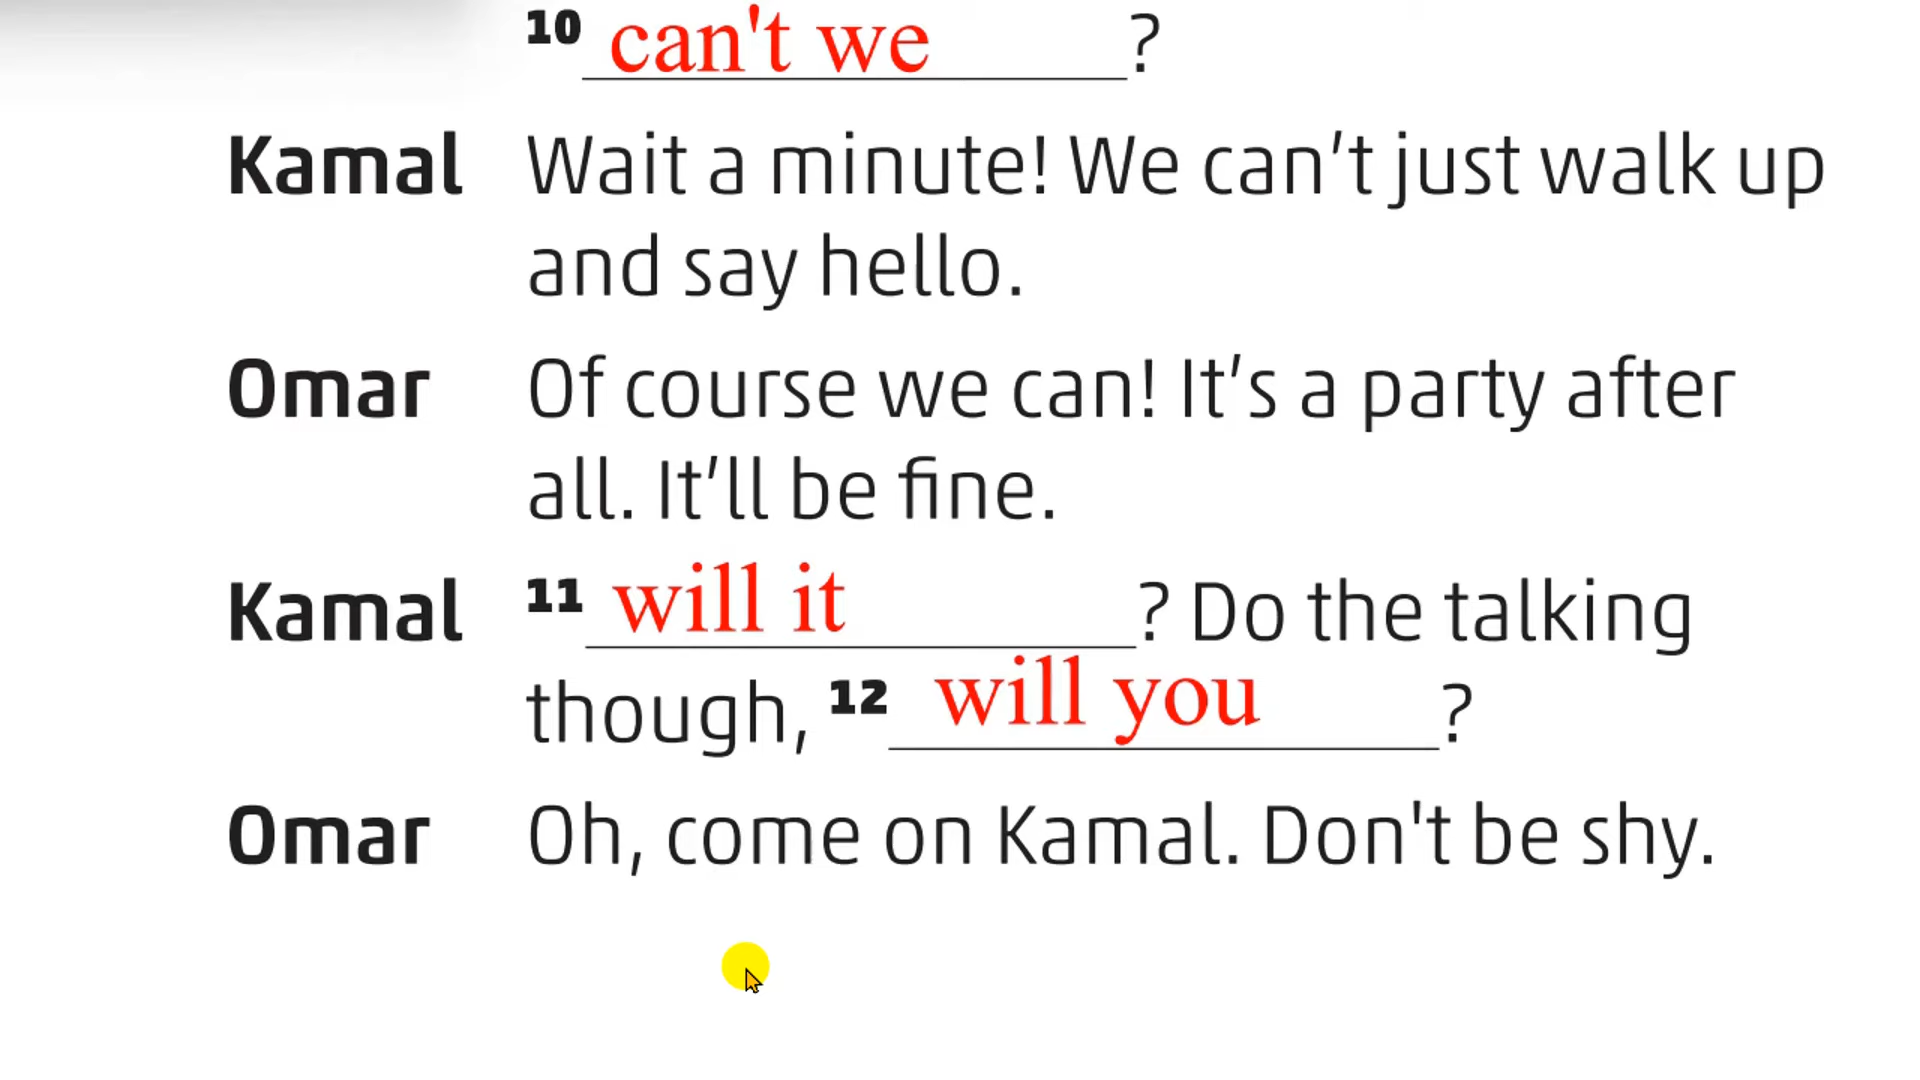 10 can't we ?
Kamal Wait a minute! We can't just walk up
and say hello.
Omar Of course we can! It's a party after
all. It'll be fine.
Kamal 11 will it ? Do the talking
though, 12 will you ?
Omar Oh, come on Kamal. Don't be shy.